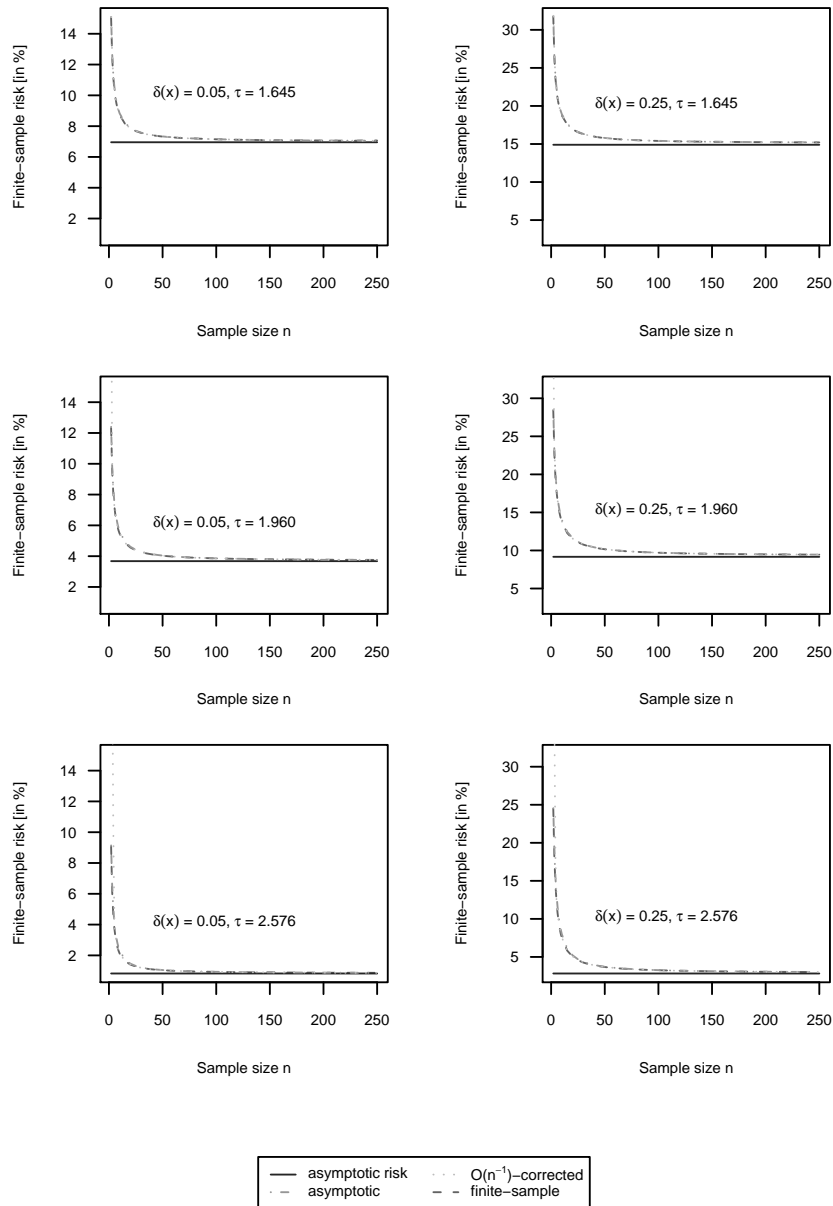 Finite−sample risk [in %]
14
12
10
8
6
4
2
δ(x) = 0.05, τ = 1.645
0 50 100 150 200 250
Sample size n
Finite−sample risk [in %]
30
25
20
15
10
5
δ(x) = 0.25, τ = 1.645
0 50 100 150 200 250
Sample size n
Finite−sample risk [in %]
14
12
10
8
6
4
2
δ(x) = 0.05, τ = 1.960
0 50 100 150 200 250
Sample size n
Finite−sample risk [in %]
30
25
20
15
10
5
δ(x) = 0.25, τ = 1.960
0 50 100 150 200 250
Sample size n
Finite−sample risk [in %]
14
12
10
8
6
4
2
δ(x) = 0.05, τ = 2.576
0 50 100 150 200 250
Sample size n
Finite−sample risk [in %]
30
25
20
15
10
5
δ(x) = 0.25, τ = 2.576
0 50 100 150 200 250
Sample size n
asymptotic risk
asymptotic
O(n⁻¹)−corrected
finite−sample